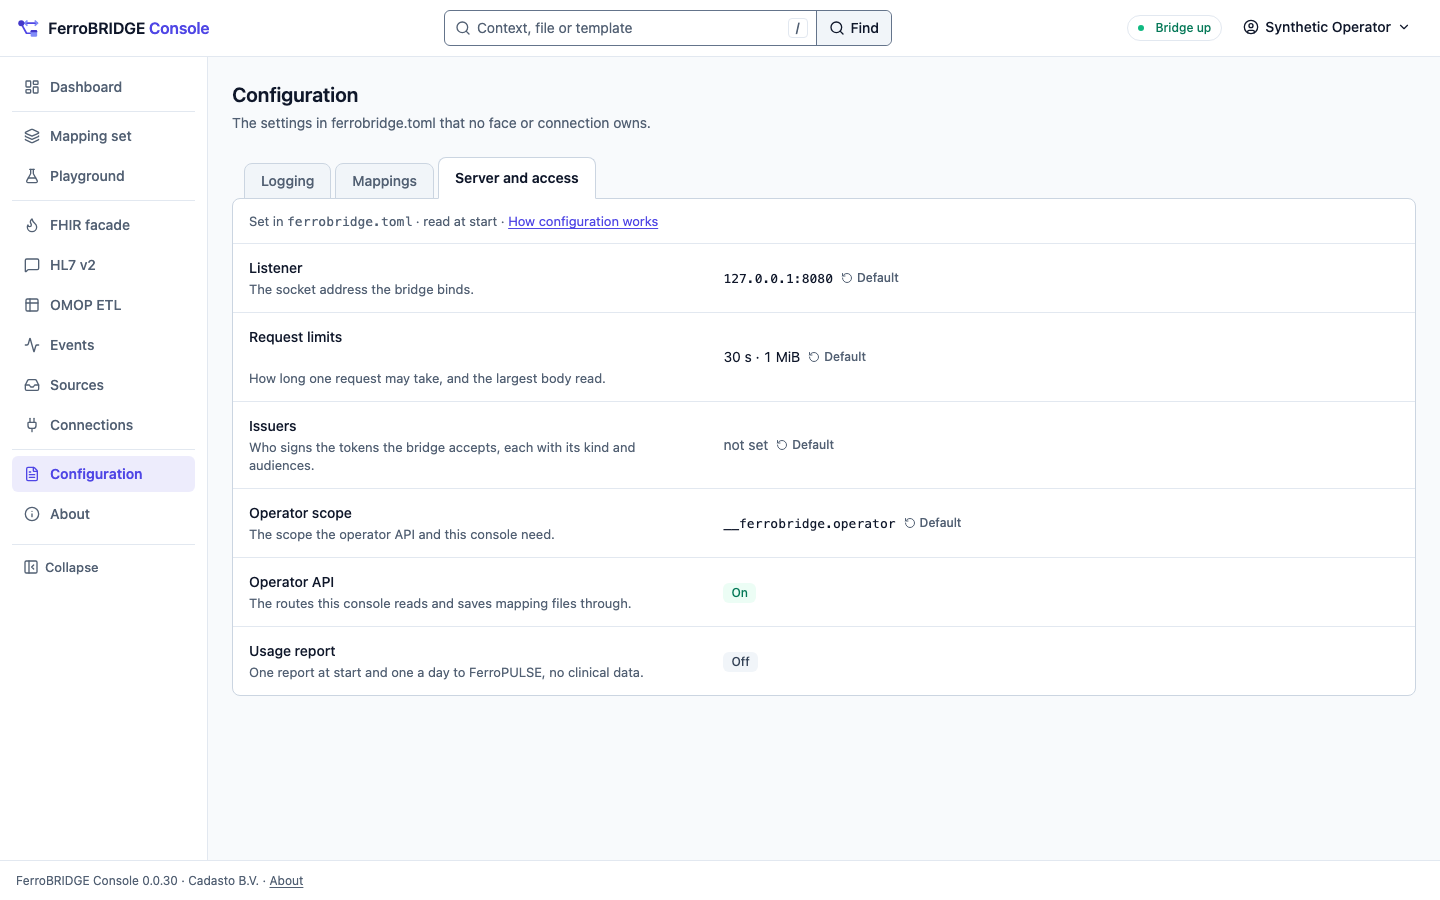 FerroBRIDGE Console
Context, file or template
/
Find
Bridge up
Synthetic Operator
Dashboard
Mapping set
Playground
FHIR facade
HL7 v2
OMOP ETL
Events
Sources
Connections
Configuration
About
Collapse
Configuration
The settings in ferrobridge.toml that no face or connection owns.
Logging
Mappings
Server and access
Set in ferrobridge.toml · read at start · How configuration works
Listener
The socket address the bridge binds.
127.0.0.1:8080 Default
Request limits
How long one request may take, and the largest body read.
30 s · 1 MiB Default
Issuers
Who signs the tokens the bridge accepts, each with its kind and
audiences.
not set Default
Operator scope
The scope the operator API and this console need.
__ferrobridge.operator Default
Operator API
The routes this console reads and saves mapping files through.
On
Usage report
One report at start and one a day to FerroPULSE, no clinical data.
Off
FerroBRIDGE Console 0.0.30 · Cadasto B.V. · About